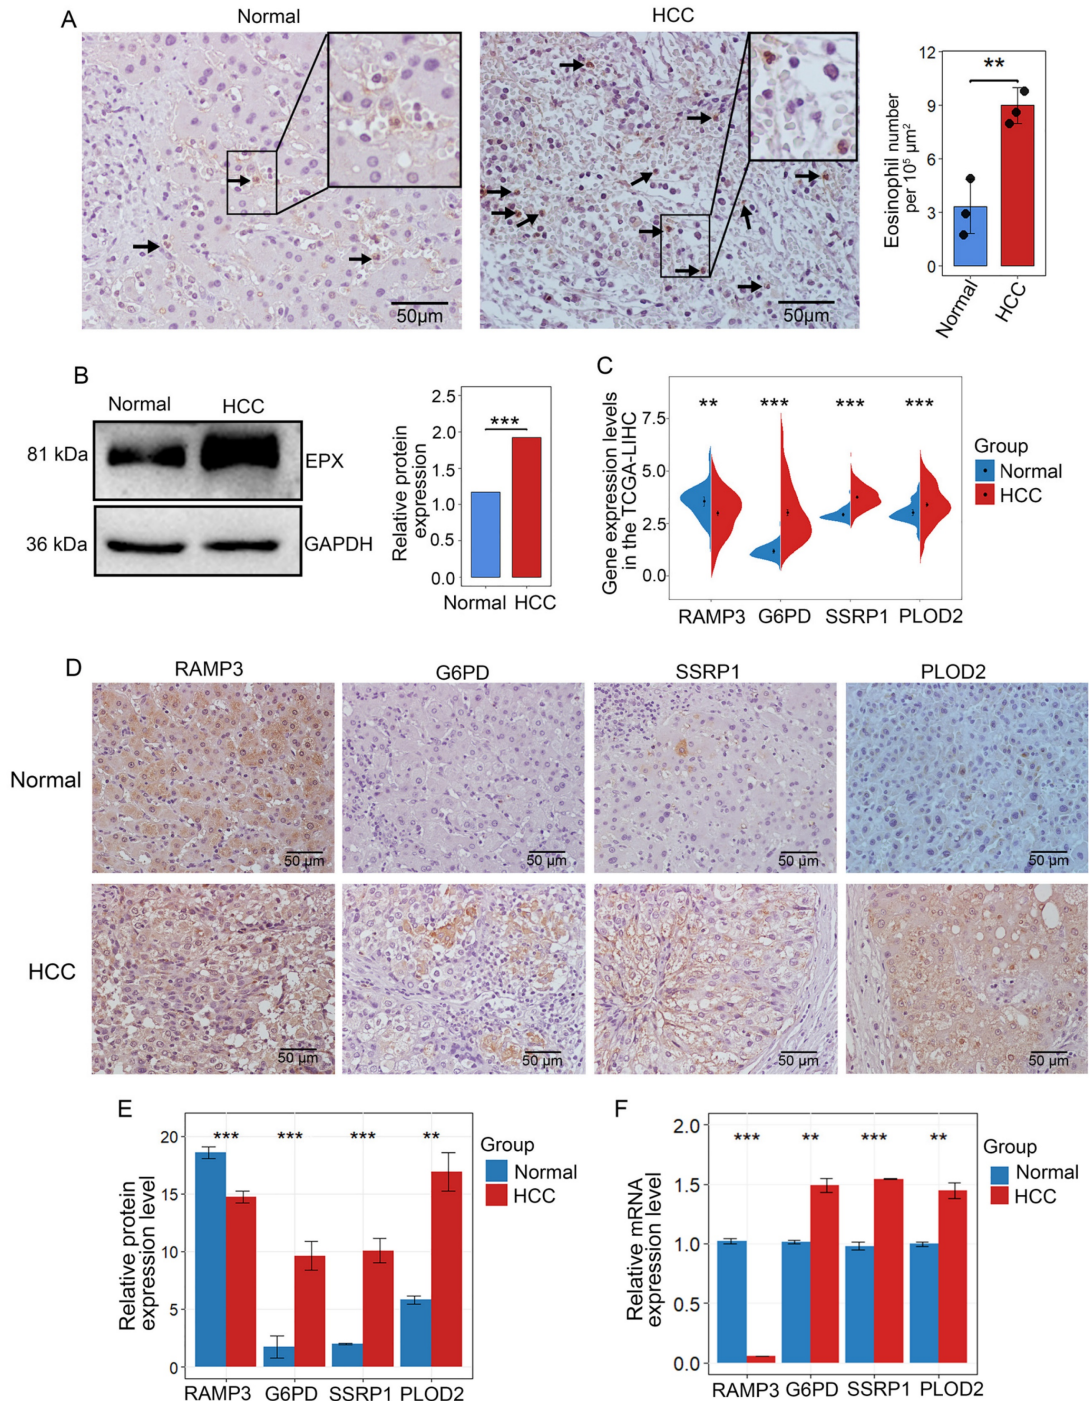 A
Normal
HCC
50µm
50µm
Eosinophil number
per 10⁵ µm²
12
9
6
3
0
**
Normal
HCC
B
Normal
HCC
81 kDa
EPX
36 kDa
GAPDH
Relative protein
expression
2.5
2.0
1.5
1.0
0.5
0.0
***
Normal
HCC
C
Gene expression levels
in the TCGA-LIHC
7.5
5.0
2.5
0.0
**
***
***
***
RAMP3
G6PD
SSRP1
PLOD2
Group
Normal
HCC
D
RAMP3
G6PD
SSRP1
PLOD2
Normal
50 µm
50 µm
50 µm
50 µm
HCC
50 µm
50 µm
50 µm
50 µm
E
Relative protein
expression level
20
15
10
5
0
***
***
***
**
RAMP3
G6PD
SSRP1
PLOD2
Group
Normal
HCC
F
Relative mRNA
expression level
2.0
1.5
1.0
0.5
0.0
***
**
***
**
RAMP3
G6PD
SSRP1
PLOD2
Group
Normal
HCC